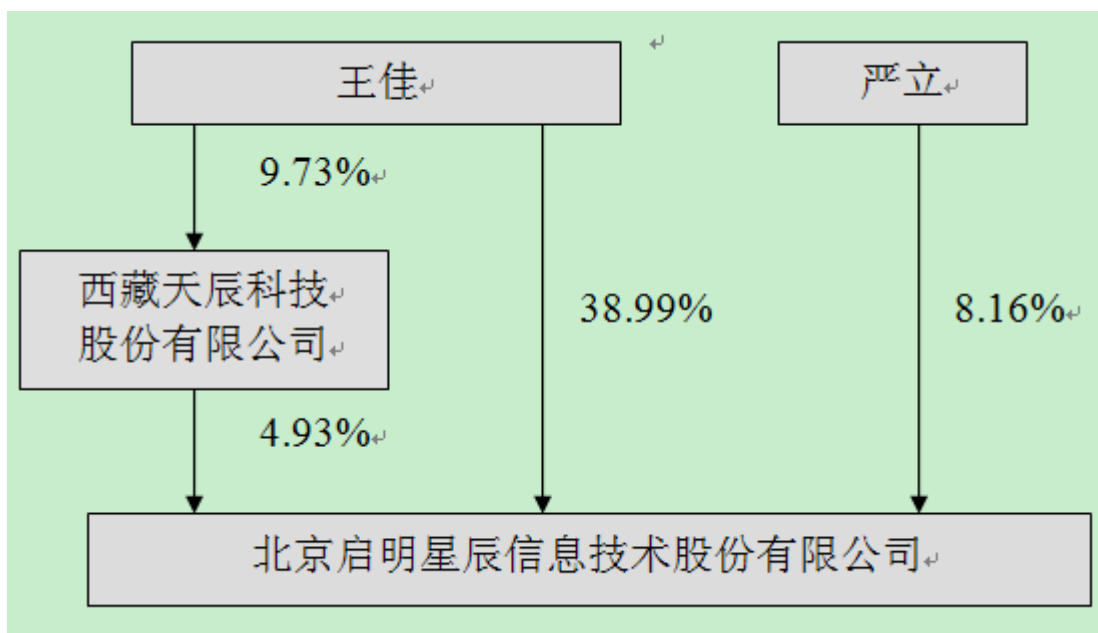 王佳
严立
9.73%
西藏天辰科技
股份有限公司
38.99%
8.16%
4.93%
北京启明星辰信息技术股份有限公司